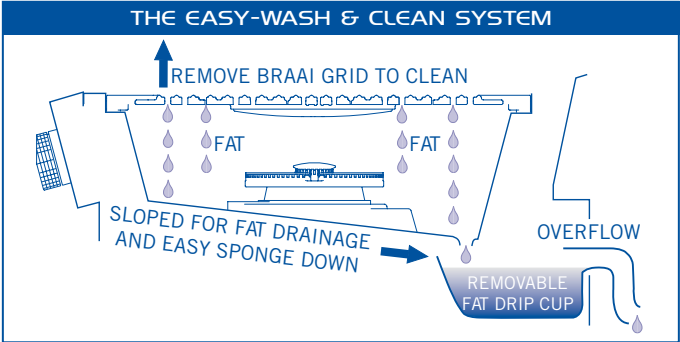 THE EASY-WASH & CLEAN SYSTEM
REMOVE BRAAI GRID TO CLEAN
FAT
FAT
SLOPED FOR FAT DRAINAGE
AND EASY SPONGE DOWN
OVERFLOW
REMOVABLE
FAT DRIP CUP